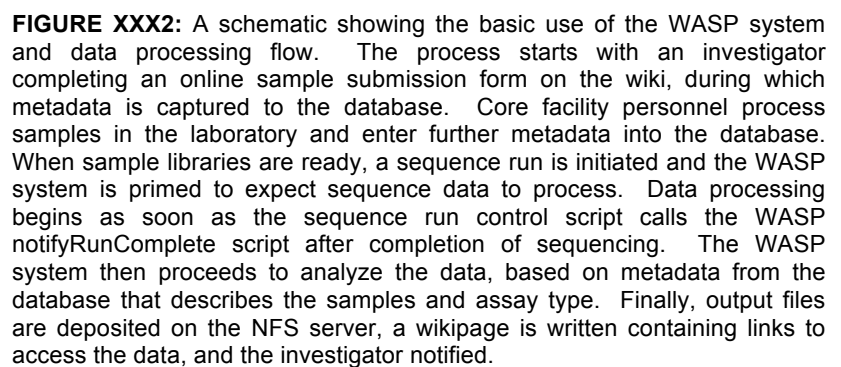 FIGURE XXX2: A schematic showing the basic use of the WASP system
and data processing flow. The process starts with an investigator
completing an online sample submission form on the wiki, during which
metadata is captured to the database. Core facility personnel process
samples in the laboratory and enter further metadata into the database.
When sample libraries are ready, a sequence run is initiated and the WASP
system is primed to expect sequence data to process. Data processing
begins as soon as the sequence run control script calls the WASP
notifyRunComplete script after completion of sequencing. The WASP
system then proceeds to analyze the data, based on metadata from the
database that describes the samples and assay type. Finally, output files
are deposited on the NFS server, a wikipage is written containing links to
access the data, and the investigator notified.